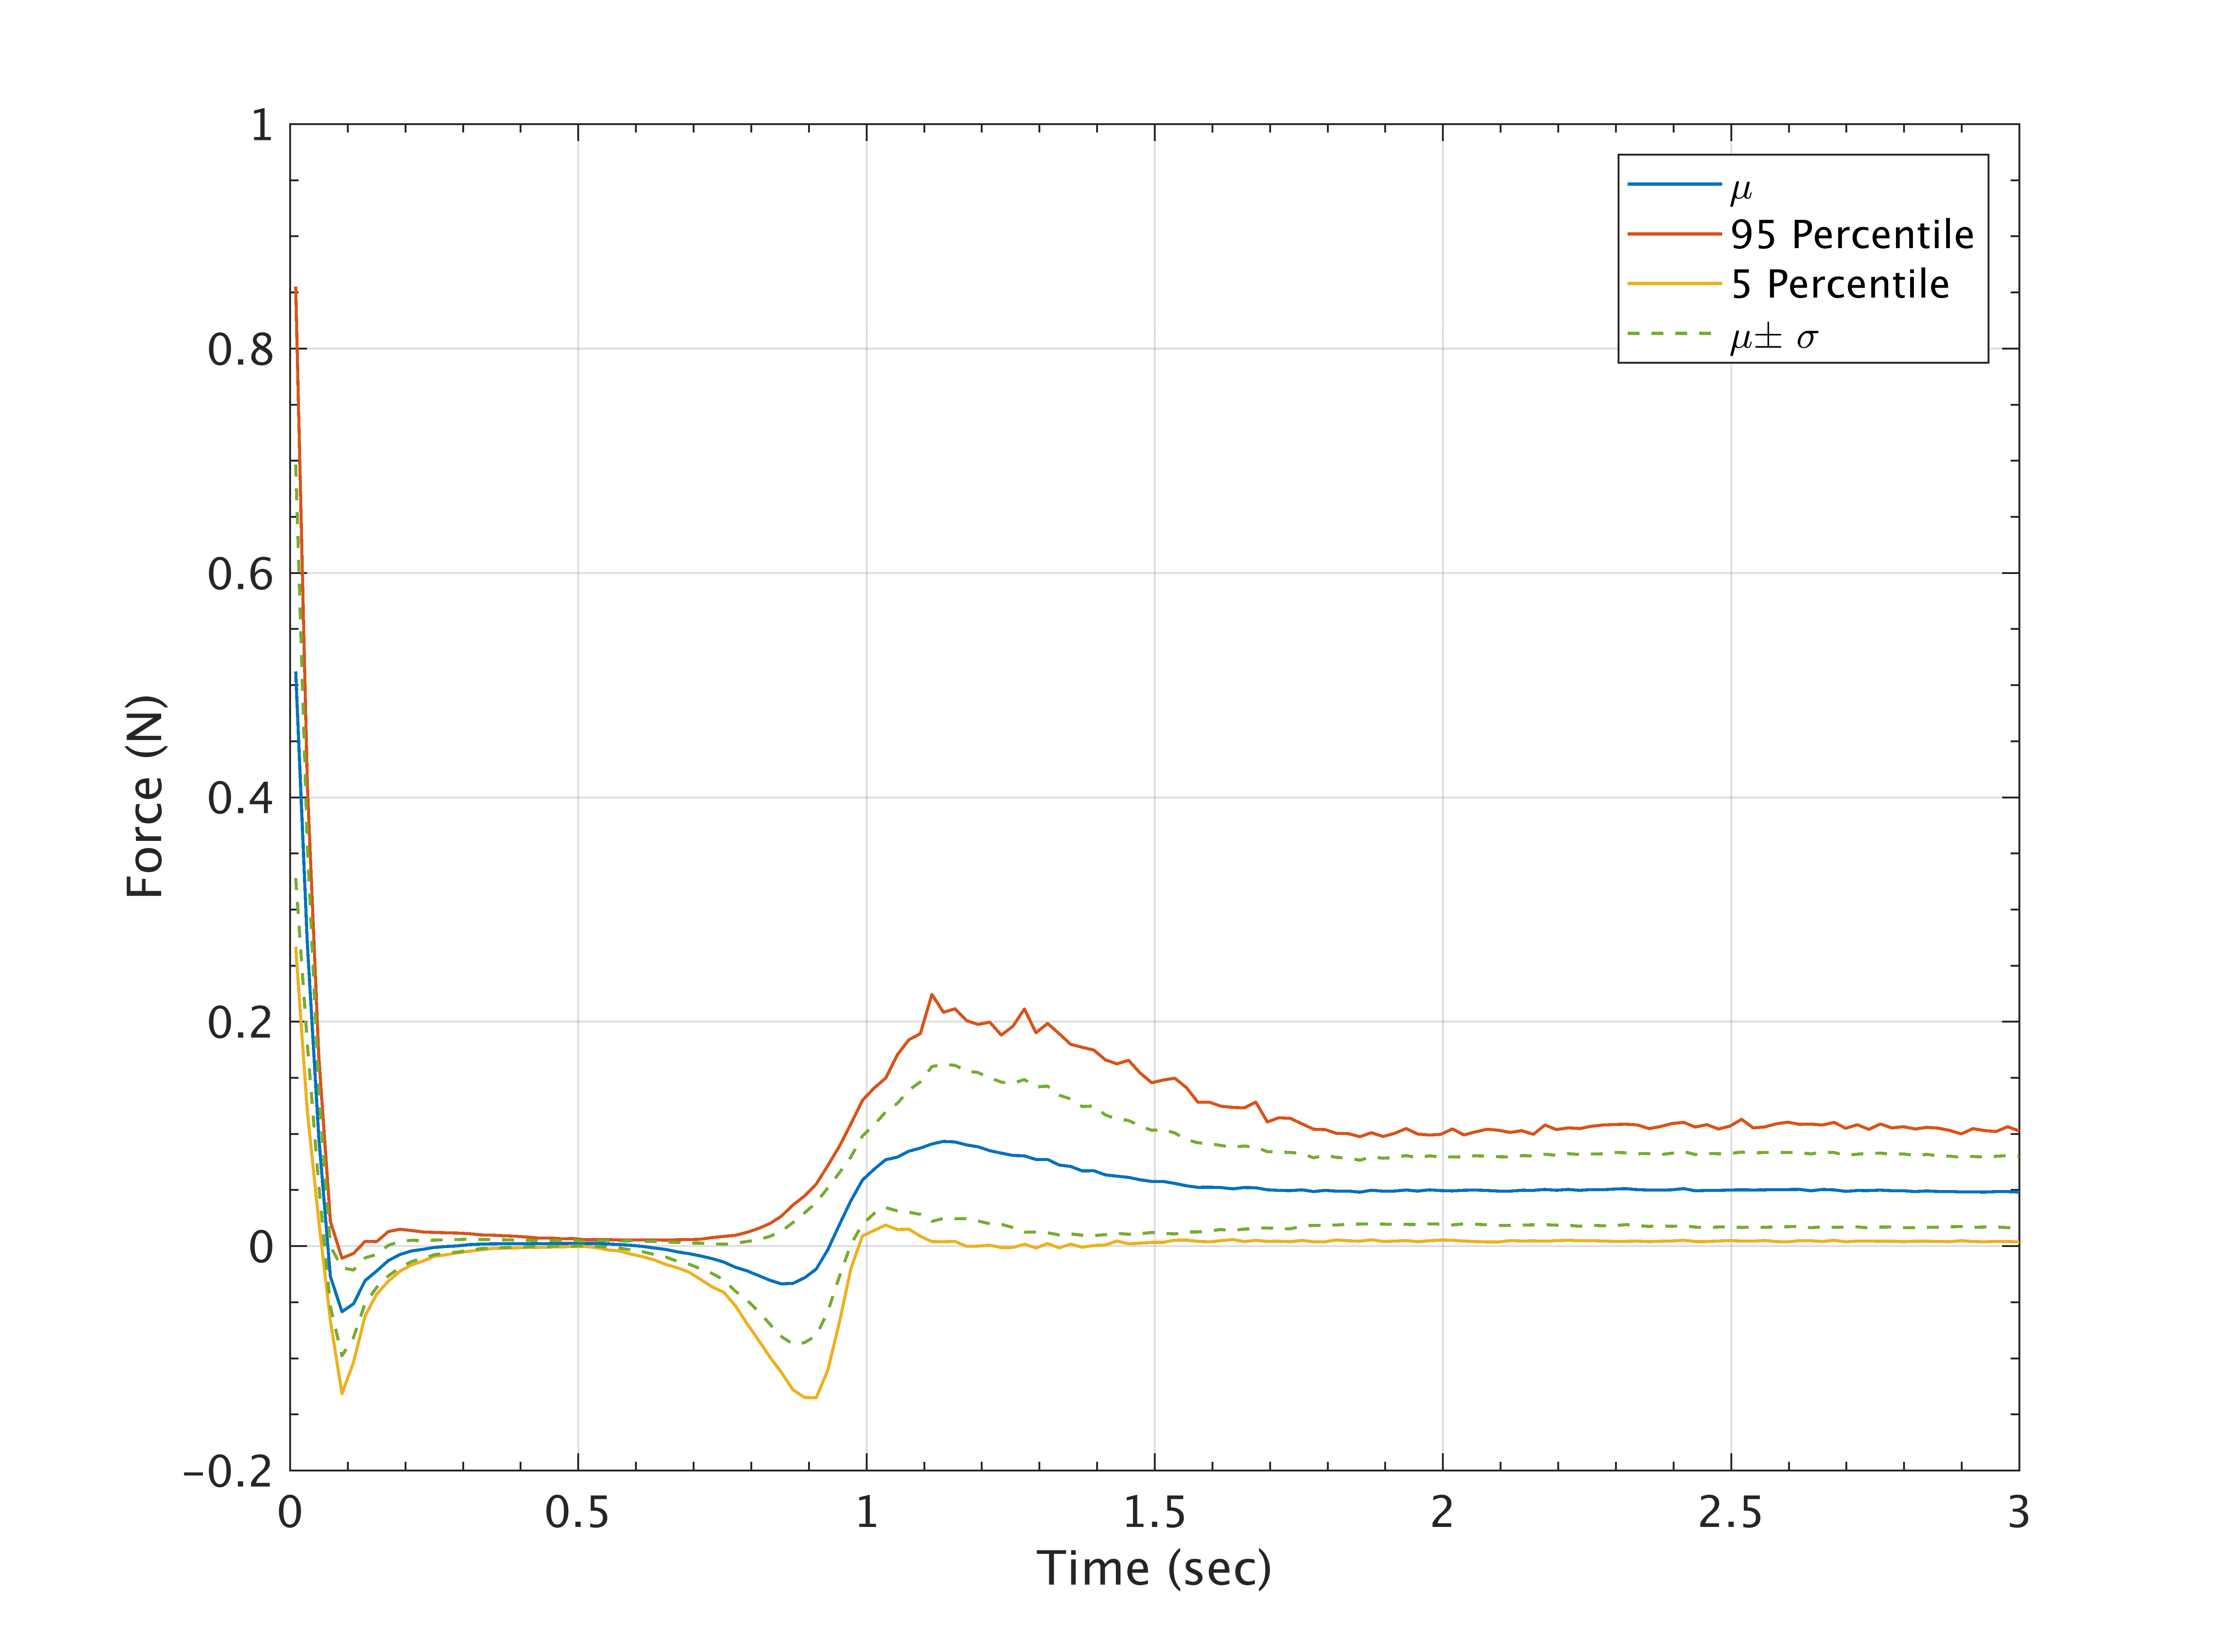 1
0.8
0.6
0.4
0.2
0
−0.2
Force (N)
μ
95 Percentile
5 Percentile
μ± σ
0 0.5 1 1.5 2 2.5 3
Time (sec)